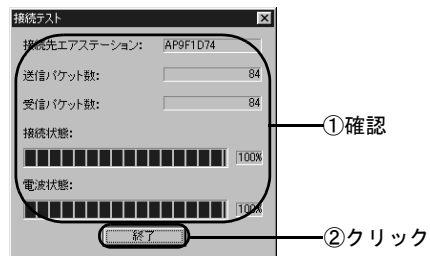 接続テスト
接続先エアステーション: AP9F1D74
送信パケット数: 84
受信パケット数: 84
接続状態:
100%
電波状態:
100%
終了
①確認
②クリック